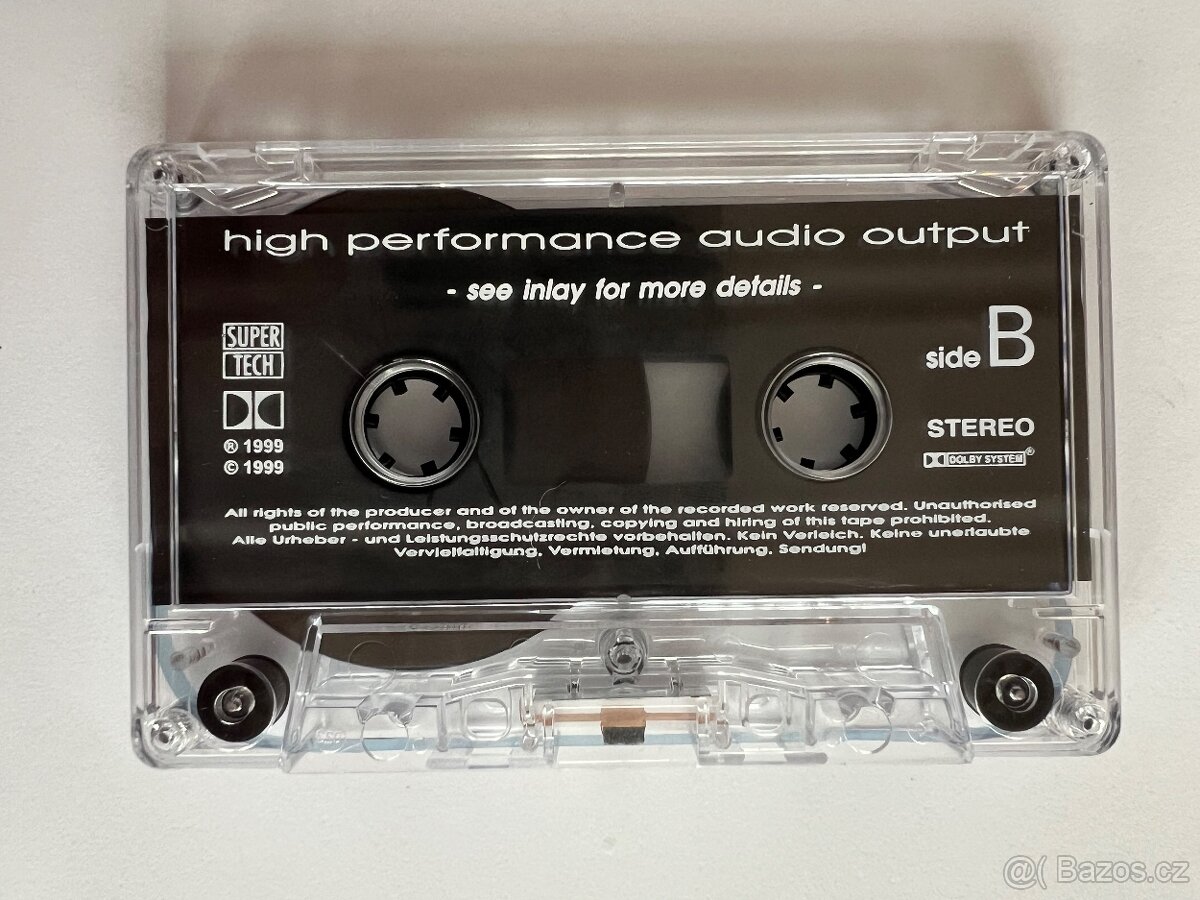 high performance audio output
- see inlay for more details -
SUPER
TECH
side B
STEREO
DOLBY SYSTEM®
® 1999
© 1999
All rights of the producer and of the owner of the recorded work reserved. Unauthorised
public performance, broadcasting, copying and hiring of this tape prohibited.
Alle Urheber - und Leistungsschutzrechte vorbehalten. Kein Verleich. Keine unerlaubte
Vervielfältigung, Vermietung, Aufführung, Sendung!
@( Bazos.cz